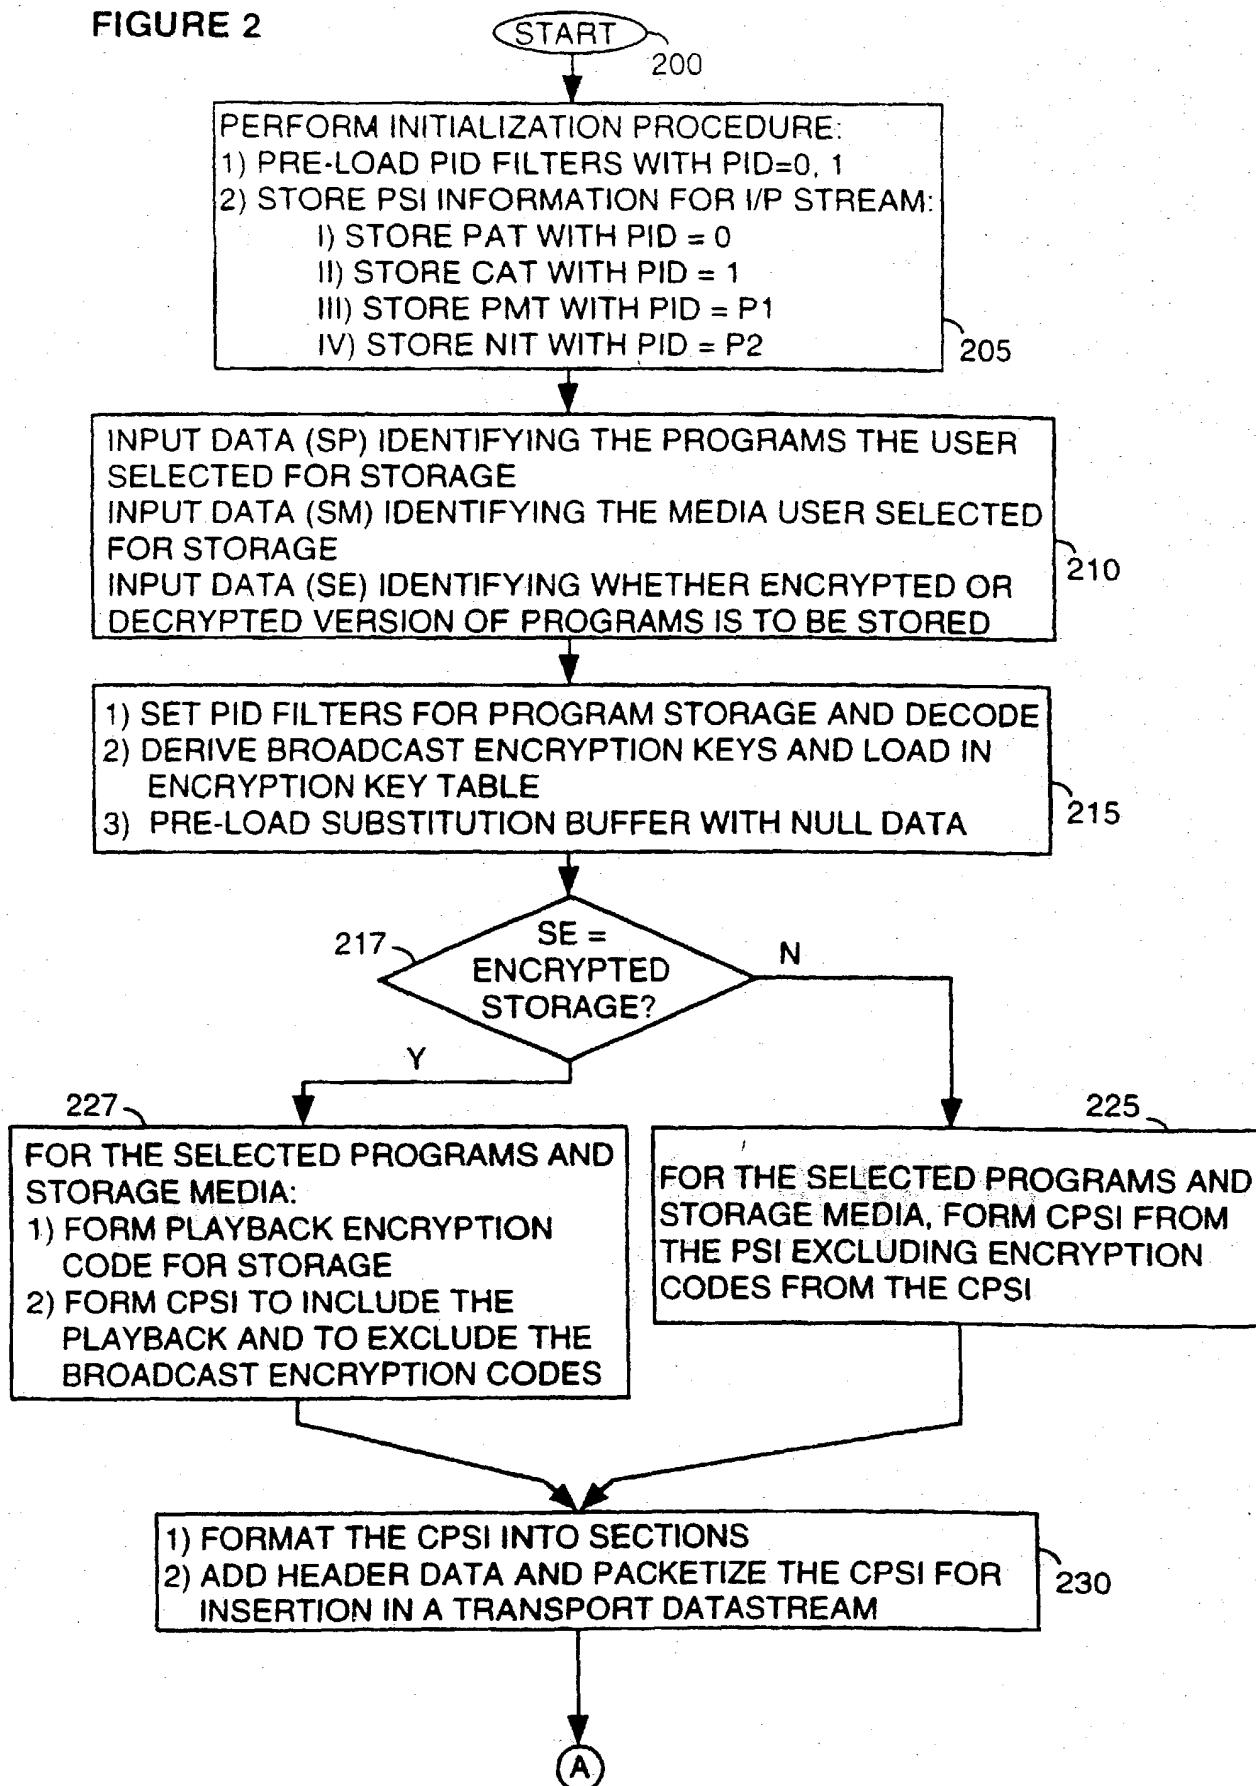 FIGURE 2
START
200
PERFORM INITIALIZATION PROCEDURE:
1) PRE-LOAD PID FILTERS WITH PID=0, 1
2) STORE PSI INFORMATION FOR I/P STREAM:
I) STORE PAT WITH PID = 0
II) STORE CAT WITH PID = 1
III) STORE PMT WITH PID = P1
IV) STORE NIT WITH PID = P2
205
INPUT DATA (SP) IDENTIFYING THE PROGRAMS THE USER
SELECTED FOR STORAGE
INPUT DATA (SM) IDENTIFYING THE MEDIA USER SELECTED
FOR STORAGE
INPUT DATA (SE) IDENTIFYING WHETHER ENCRYPTED OR
DECRYPTED VERSION OF PROGRAMS IS TO BE STORED
210
1) SET PID FILTERS FOR PROGRAM STORAGE AND DECODE
2) DERIVE BROADCAST ENCRYPTION KEYS AND LOAD IN
ENCRYPTION KEY TABLE
3) PRE-LOAD SUBSTITUTION BUFFER WITH NULL DATA
215
217
SE =
ENCRYPTED
STORAGE?
N
Y
227
FOR THE SELECTED PROGRAMS AND
STORAGE MEDIA:
1) FORM PLAYBACK ENCRYPTION
CODE FOR STORAGE
2) FORM CPSI TO INCLUDE THE
PLAYBACK AND TO EXCLUDE THE
BROADCAST ENCRYPTION CODES
225
FOR THE SELECTED PROGRAMS AND
STORAGE MEDIA, FORM CPSI FROM
THE PSI EXCLUDING ENCRYPTION
CODES FROM THE CPSI
1) FORMAT THE CPSI INTO SECTIONS
2) ADD HEADER DATA AND PACKETIZE THE CPSI FOR
INSERTION IN A TRANSPORT DATASTREAM
230
A